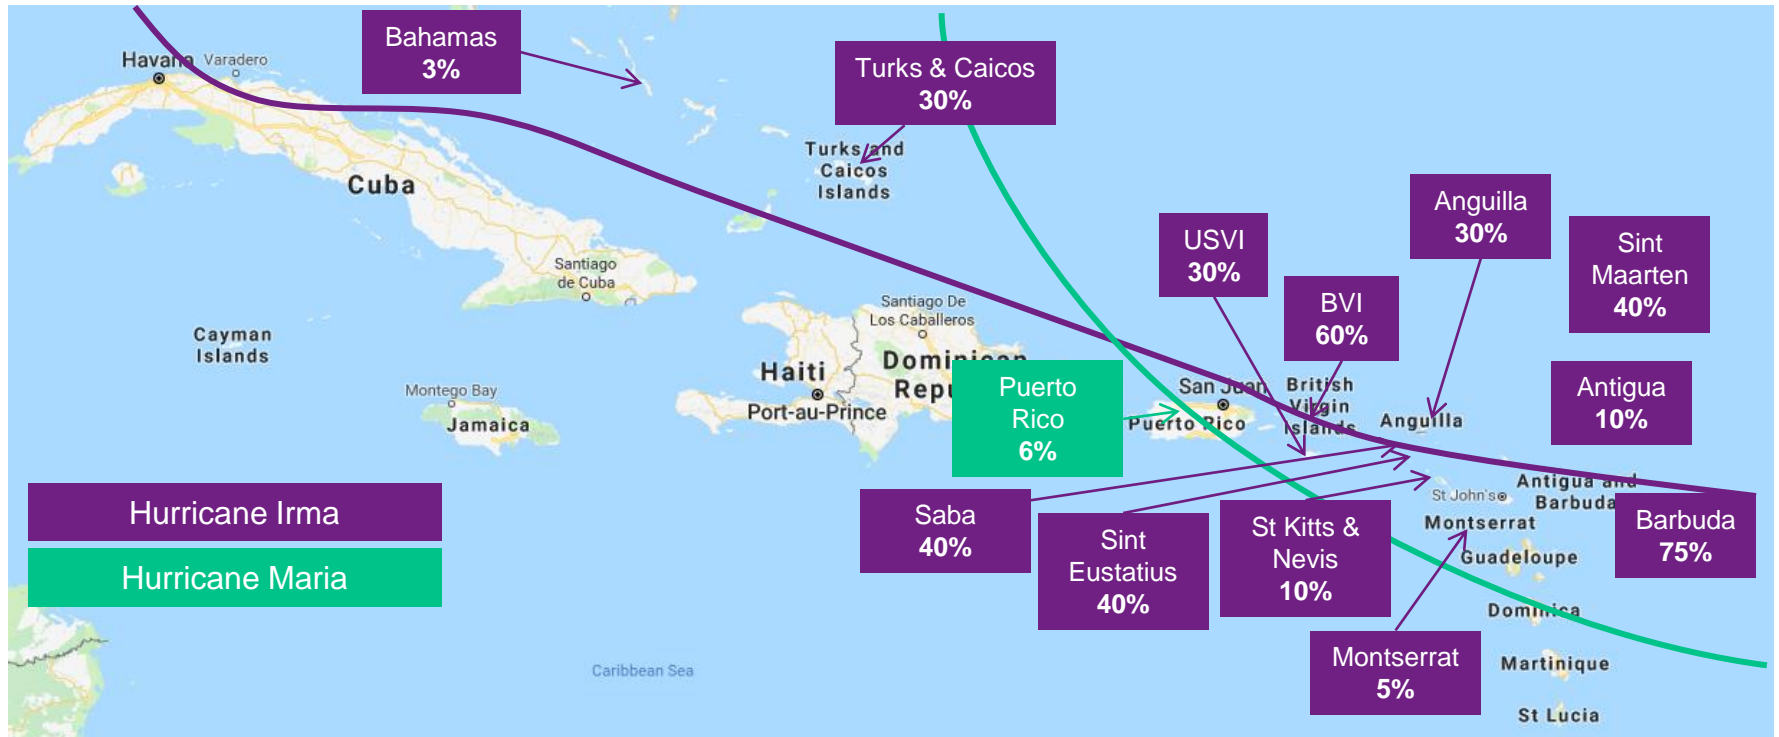 Bahamas
3%
Turks & Caicos
30%
Havana
Varadero
Cuba
Turks and
Caicos
Islands
Anguilla
30%
USVI
30%
Sint
Maarten
40%
BVI
60%
Santiago
de Cuba
Santiago De
Los Caballeros
Cayman
Islands
Haiti
Port-au-Prince
Dominican
Repu
Puerto
Rico
6%
San Juan
Puerto Rico
British
Virgin
Islands
Anguilla
Antigua
10%
Montego Bay
Jamaica
Hurricane Irma
Hurricane Maria
Saba
40%
Sint
Eustatius
40%
St Kitts &
Nevis
10%
St John's
Antigua and
Barbuda
Barbuda
75%
Montserrat
Guadeloupe
Dominica
Montserrat
5%
Martinique
St Lucia
Caribbean Sea